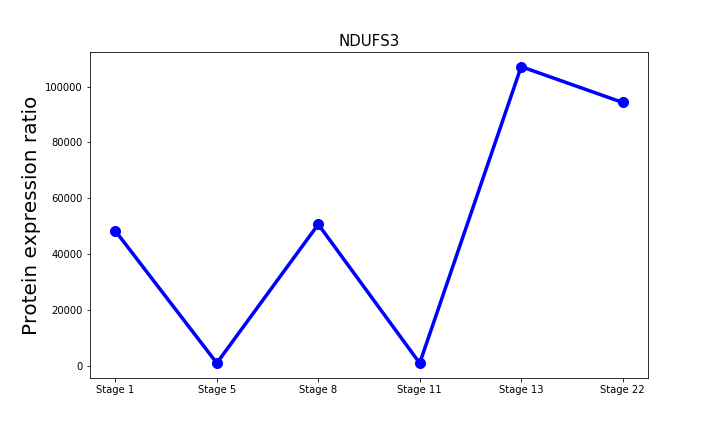 NDUFS3
Protein expression ratio
100000
80000
60000
40000
20000
0
Stage 1 Stage 5 Stage 8 Stage 11 Stage 13 Stage 22